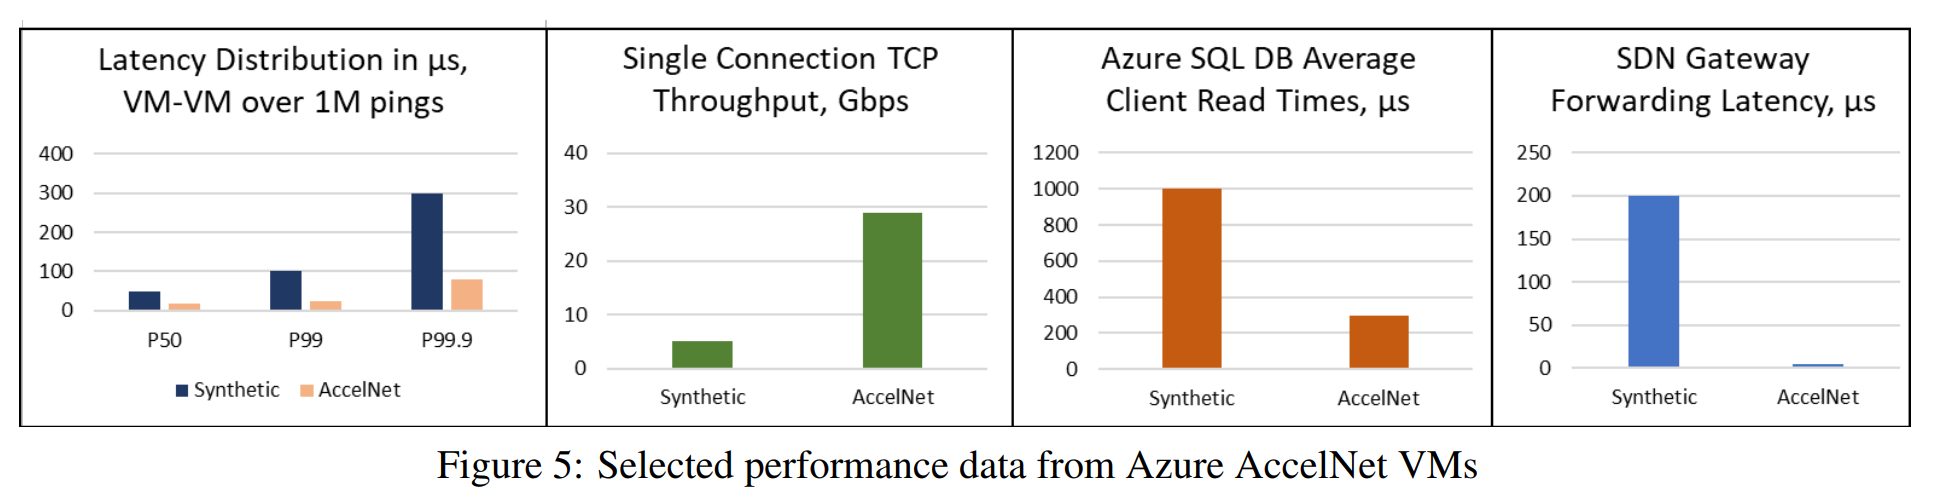 Latency Distribution in µs,
VM-VM over 1M pings
400
300
200
100
0
P50 P99 P99.9
Synthetic AccelNet
Single Connection TCP
Throughput, Gbps
40
30
20
10
0
Synthetic AccelNet
Azure SQL DB Average
Client Read Times, µs
1200
1000
800
600
400
200
0
Synthetic AccelNet
SDN Gateway
Forwarding Latency, µs
250
200
150
100
50
0
Synthetic AccelNet
Figure 5: Selected performance data from Azure AccelNet VMs